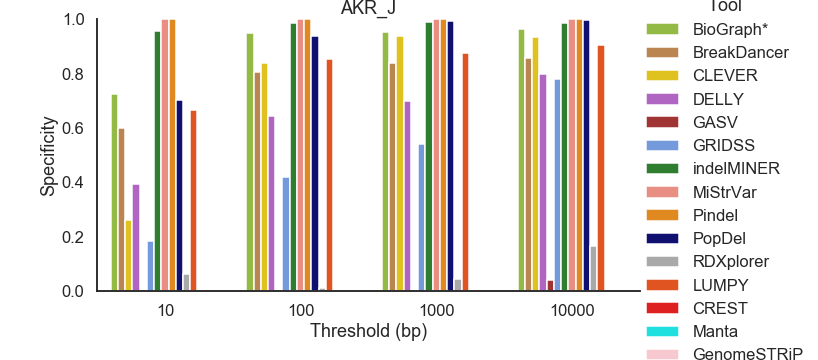 AKR_J
Tool
1.0
0.8
0.6
0.4
0.2
0.0
Specificity
10
100
1000
10000
Threshold (bp)
BioGraph*
BreakDancer
CLEVER
DELLY
GASV
GRIDSS
indelMINER
MiStrVar
Pindel
PopDel
RDXplorer
LUMPY
CREST
Manta
GenomeSTRiP